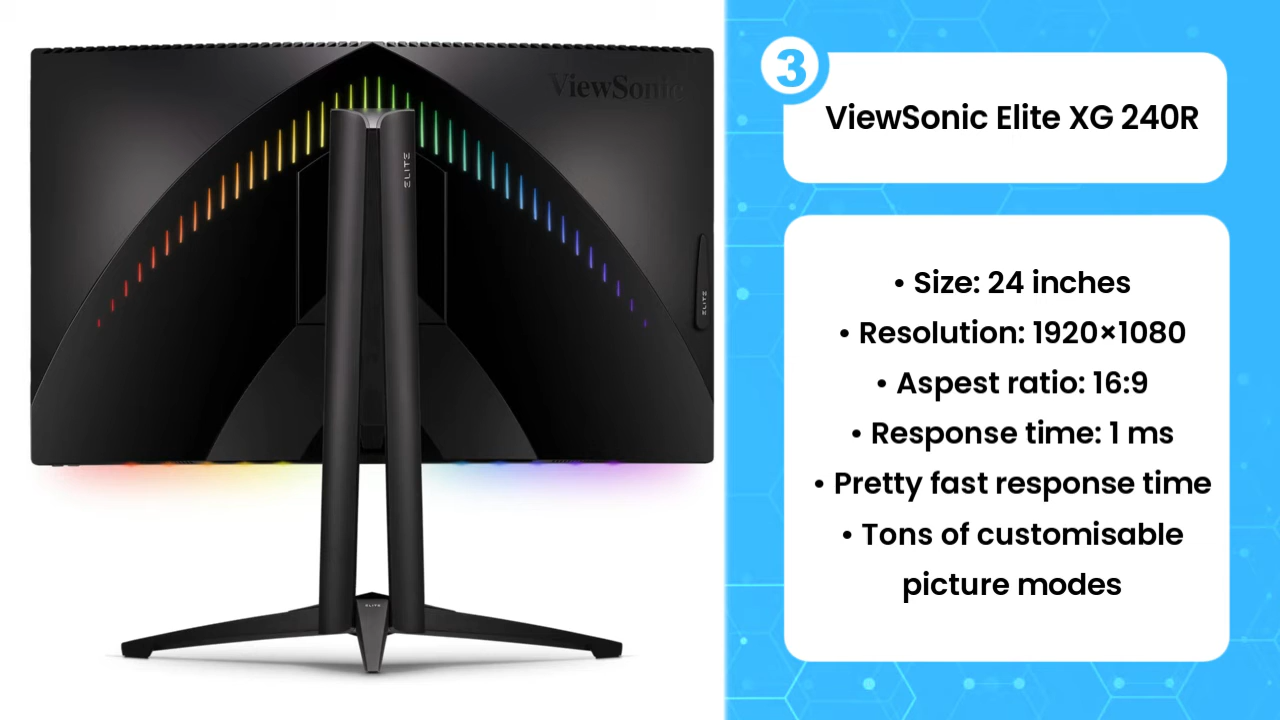 ViewSonic
ELITE
ELITE
ELITE
3
ViewSonic Elite XG 240R
• Size: 24 inches
• Resolution: 1920×1080
• Aspest ratio: 16:9
• Response time: 1 ms
• Pretty fast response time
• Tons of customisable
picture modes